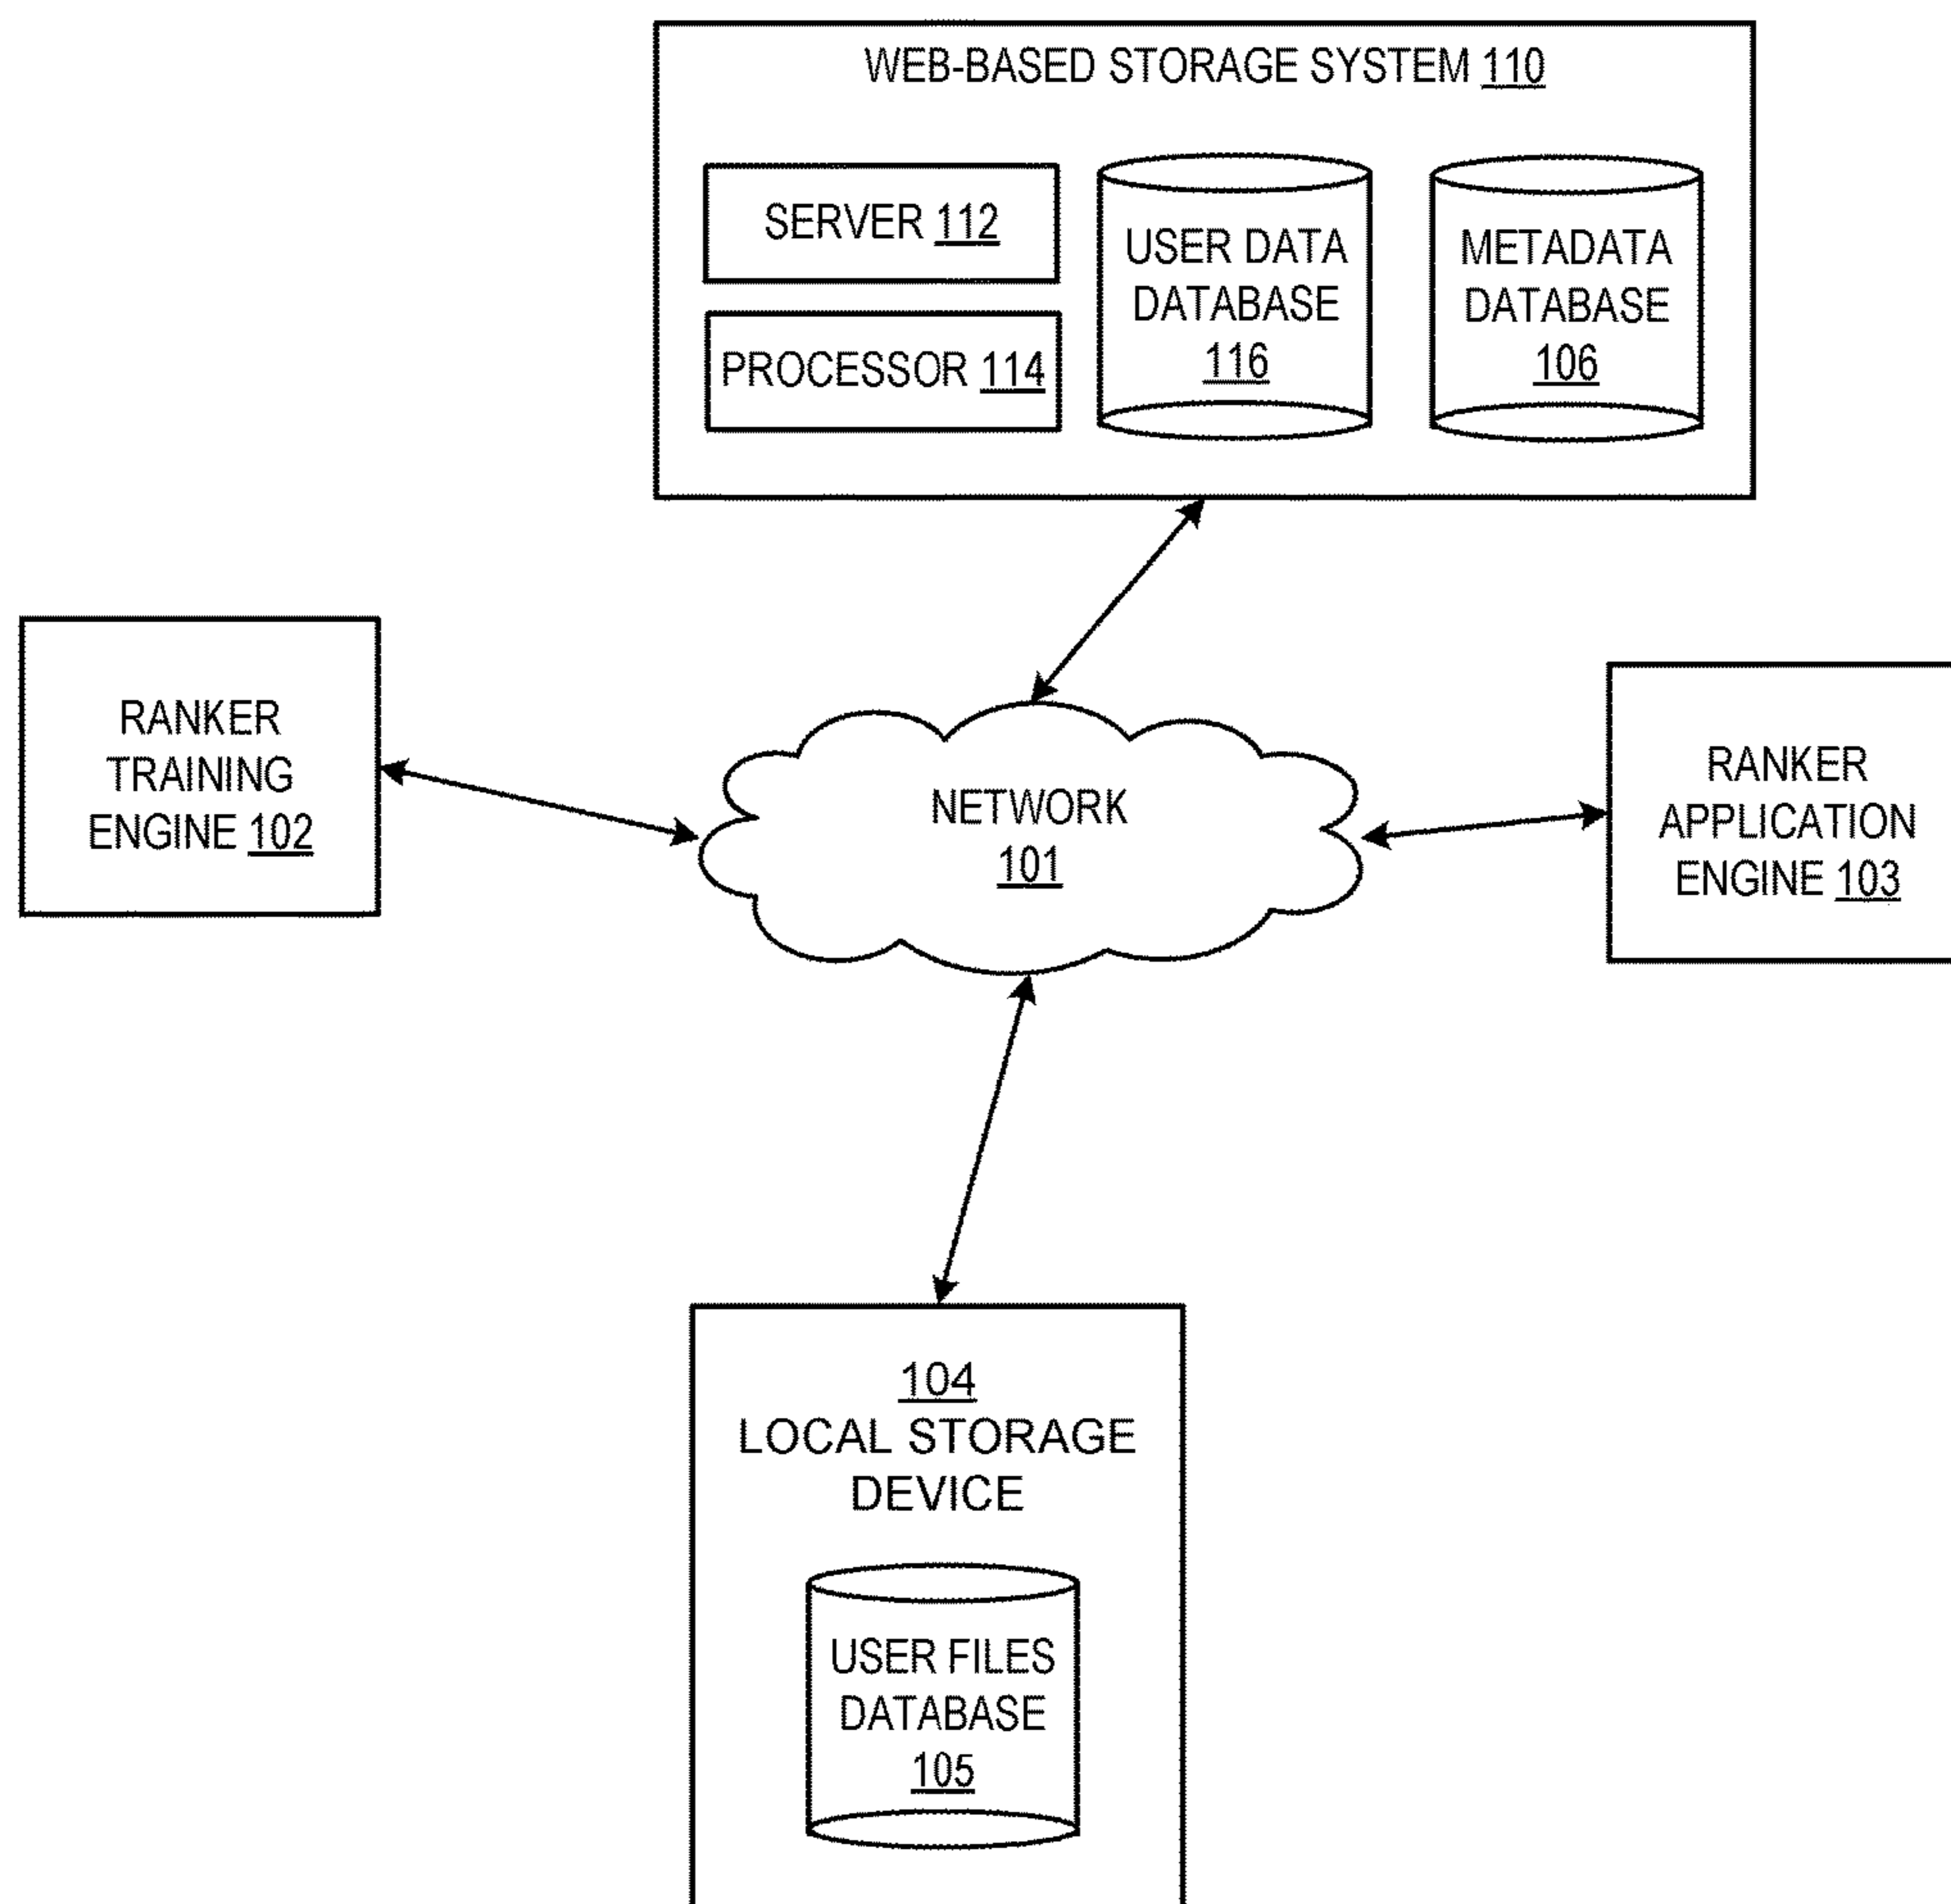 WEB-BASED STORAGE SYSTEM 110
SERVER 112
PROCESSOR 114
USER DATA
DATABASE
116
METADATA
DATABASE
106
RANKER
TRAINING
ENGINE 102
NETWORK
101
RANKER
APPLICATION
ENGINE 103
104
LOCAL STORAGE
DEVICE
USER FILES
DATABASE
105